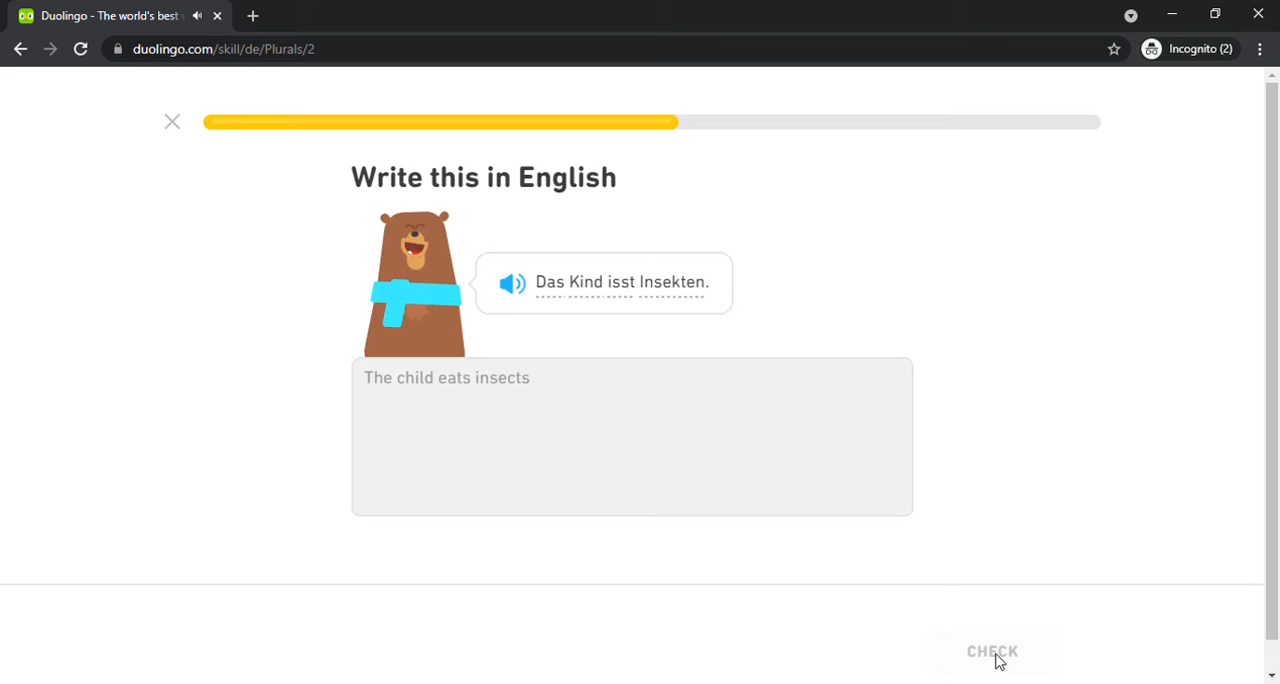 Duolingo - The world's best
duolingo.com/skill/de/Plurals/2
Incognito (2)
Write this in English
Das Kind isst Insekten.
The child eats insects
CHECK